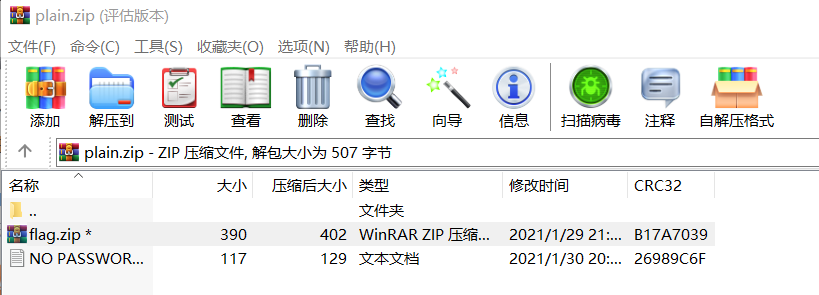 plain.zip (评估版本)
文件(F) 命令(C) 工具(S) 收藏夹(O) 选项(N) 帮助(H)
添加 解压到 测试 查看 删除 查找 向导 信息 扫描病毒 注释 自解压格式
plain.zip - ZIP 压缩文件, 解包大小为 507 字节
名称 大小 压缩后大小 类型 修改时间 CRC32
.. 文件夹
flag.zip * 390 402 WinRAR ZIP 压缩... 2021/1/29 21:... B17A7039
NO PASSWOR... 117 129 文本文档 2021/1/30 20:... 26989C6F